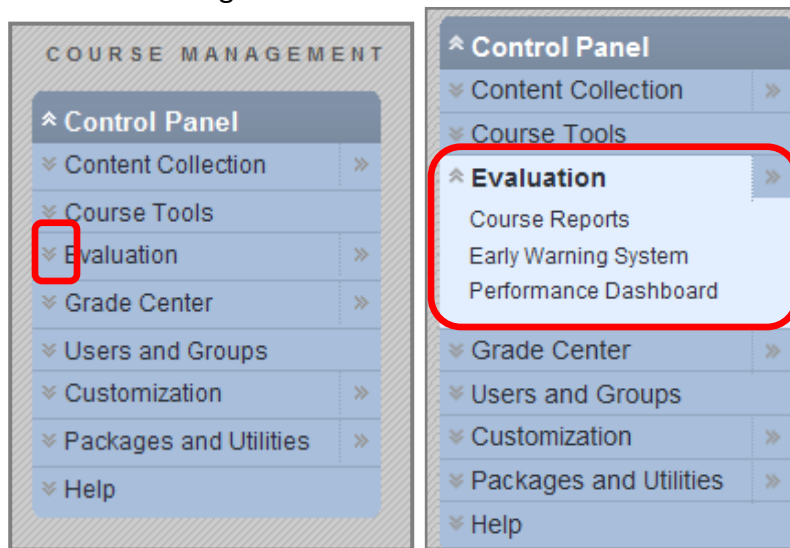 COURSE MANAGEMENT
Control Panel
Content Collection
Course Tools
Evaluation
Grade Center
Users and Groups
Customization
Packages and Utilities
Help
Control Panel
Content Collection
Course Tools
Evaluation
Course Reports
Early Warning System
Performance Dashboard
Grade Center
Users and Groups
Customization
Packages and Utilities
Help